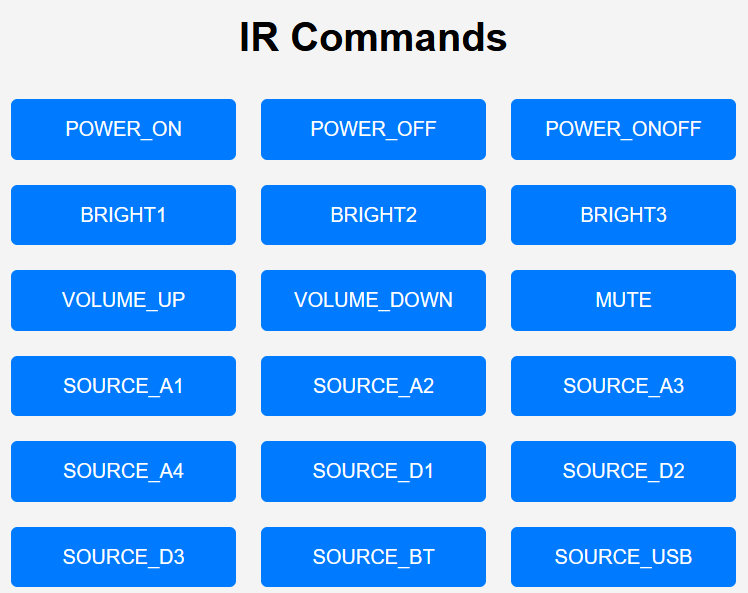 IR Commands
POWER_ON
POWER_OFF
POWER_ONOFF
BRIGHT1
BRIGHT2
BRIGHT3
VOLUME_UP
VOLUME_DOWN
MUTE
SOURCE_A1
SOURCE_A2
SOURCE_A3
SOURCE_A4
SOURCE_D1
SOURCE_D2
SOURCE_D3
SOURCE_BT
SOURCE_USB